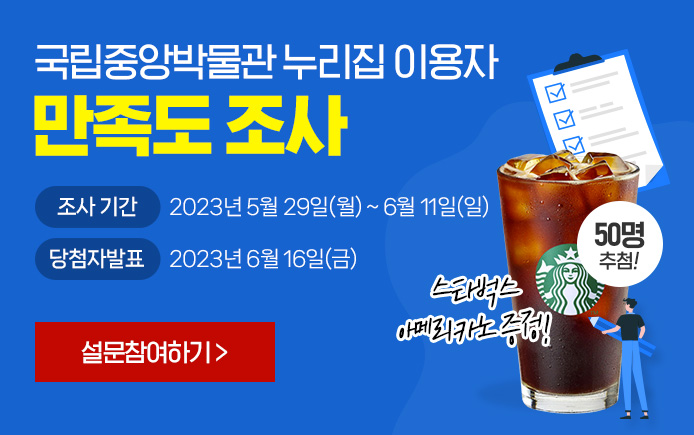 국립중앙박물관 누리집 이용자
만족도 조사
조사 기간 2023년 5월 29일(월) ~ 6월 11일(일)
당첨자발표 2023년 6월 16일(금)
50명
추첨!
스타벅스
아메리카노 증정!
설문참여하기 >